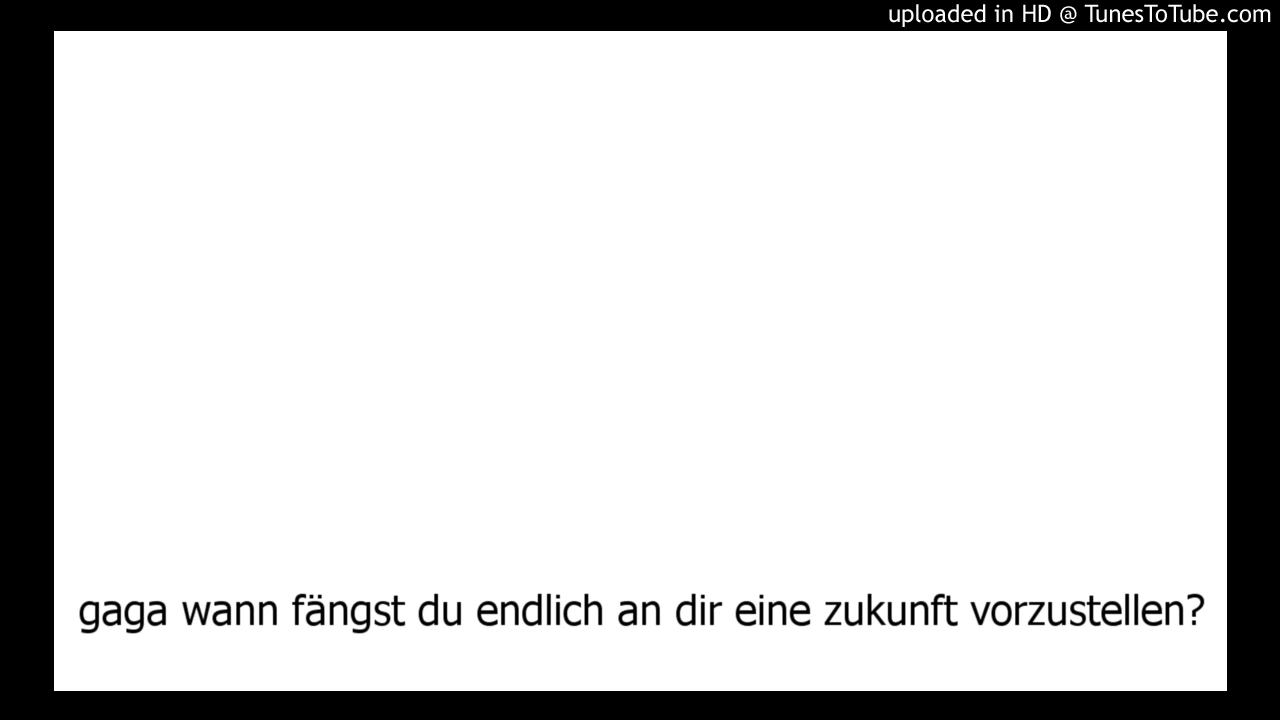 uploaded in HD @ TunesToTube.com
gaga wann fängst du endlich an dir eine zukunft vorzustellen?